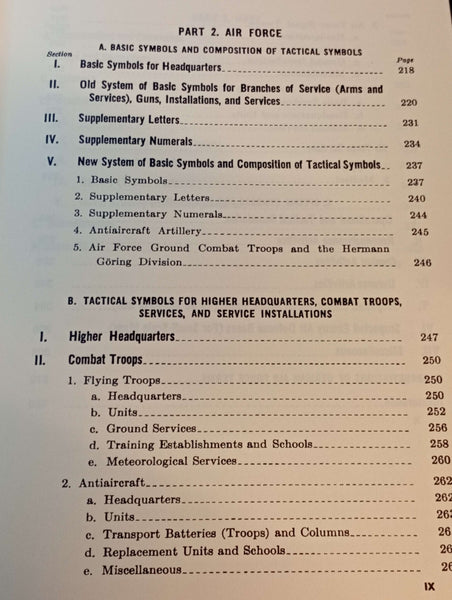 PART 2. AIR FORCE
A. BASIC SYMBOLS AND COMPOSITION OF TACTICAL SYMBOLS
Section Page
I. Basic Symbols for Headquarters 218
II. Old System of Basic Symbols for Branches of Service (Arms and
Services), Guns, Installations, and Services 220
III. Supplementary Letters 231
IV. Supplementary Numerals 234
V. New System of Basic Symbols and Composition of Tactical Symbols 237
1. Basic Symbols 237
2. Supplementary Letters 240
3. Supplementary Numerals 244
4. Antiaircraft Artillery 245
5. Air Force Ground Combat Troops and the Hermann
Göring Division 246
B. TACTICAL SYMBOLS FOR HIGHER HEADQUARTERS, COMBAT TROOPS,
SERVICES, AND SERVICE INSTALLATIONS
I. Higher Headquarters 247
II. Combat Troops 250
1. Flying Troops 250
a. Headquarters 250
b. Units 252
c. Ground Services 256
d. Training Establishments and Schools 258
e. Meteorological Services 260
2. Antiaircraft 262
a. Headquarters 262
b. Units 263
c. Transport Batteries (Troops) and Columns 26
d. Replacement Units and Schools 26
e. Miscellaneous 26
IX